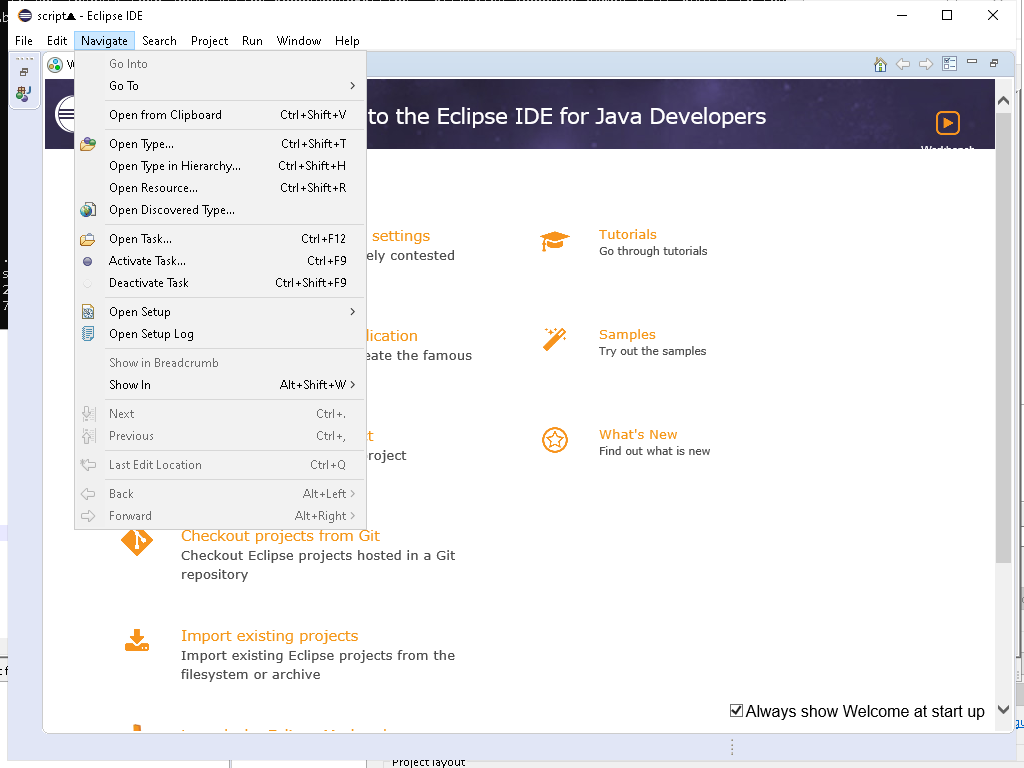 script▲ - Eclipse IDE
File Edit Navigate Search Project Run Window Help
Go Into
Go To
Open from Clipboard Ctrl+Shift+V
Open Type... Ctrl+Shift+T
Open Type in Hierarchy... Ctrl+Shift+H
Open Resource... Ctrl+Shift+R
Open Discovered Type...
Open Task... Ctrl+F12
Activate Task... Ctrl+F9
Deactivate Task Ctrl+Shift+F9
Open Setup
Open Setup Log
Show in Breadcrumb
Show In Alt+Shift+W
Next Ctrl+.
Previous Ctrl+,
Last Edit Location Ctrl+Q
Back Alt+Left
Forward Alt+Right
to the Eclipse IDE for Java Developers
settings
ely contested
lication
eate the famous
t
roject
Checkout projects from Git
Checkout Eclipse projects hosted in a Git
repository
Import existing projects
Import existing Eclipse projects from the
filesystem or archive
Tutorials
Go through tutorials
Samples
Try out the samples
What's New
Find out what is new
Always show Welcome at start up
Project layout